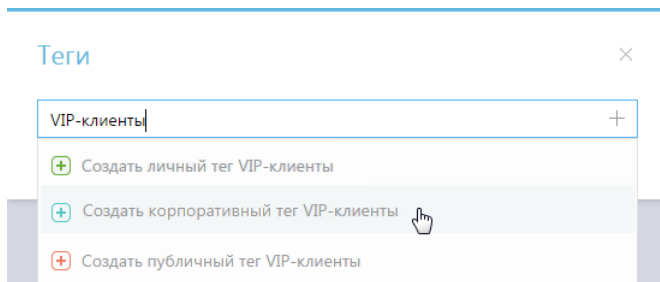 Теги
VIP-клиенты
Создать личный тег VIP-клиенты
Создать корпоративный тег VIP-клиенты
Создать публичный тег VIP-клиенты